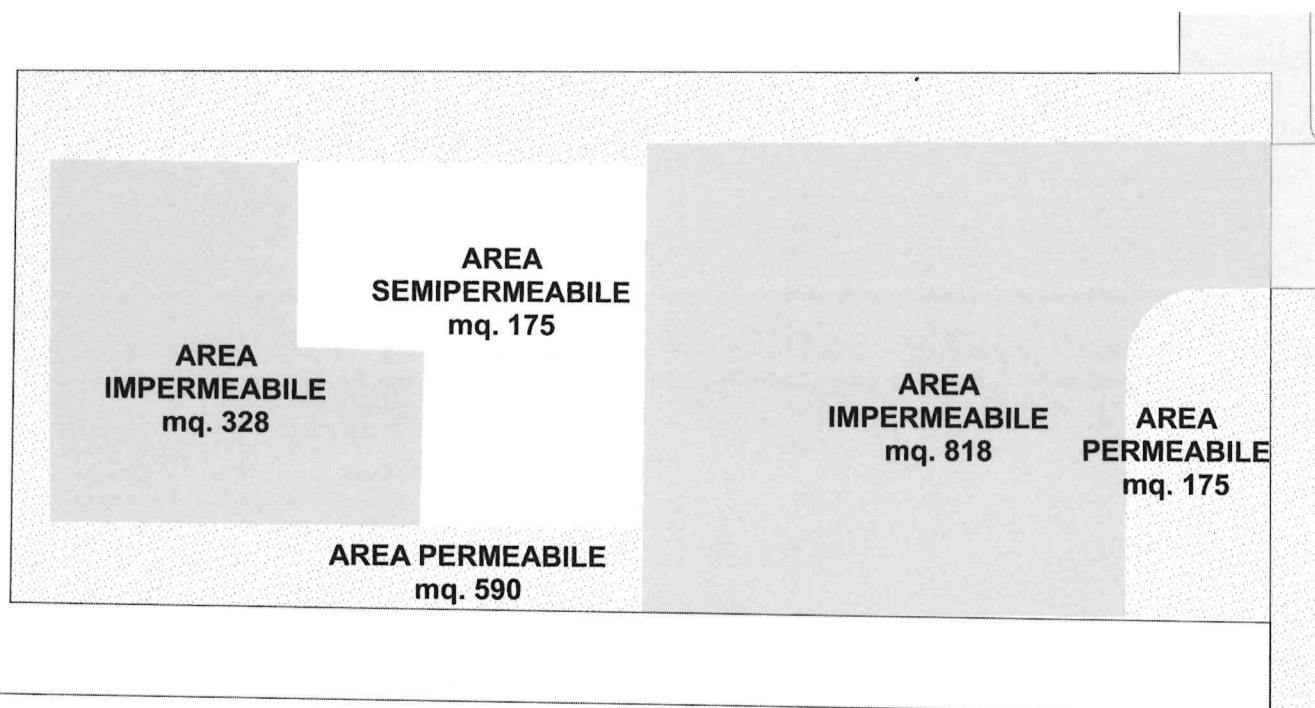 AREA
SEMIPERMEABILE
mq. 175
AREA
IMPERMEABILE
mq. 328
AREA
IMPERMEABILE
mq. 818
AREA
PERMEABILE
mq. 175
AREA PERMEABILE
mq. 590